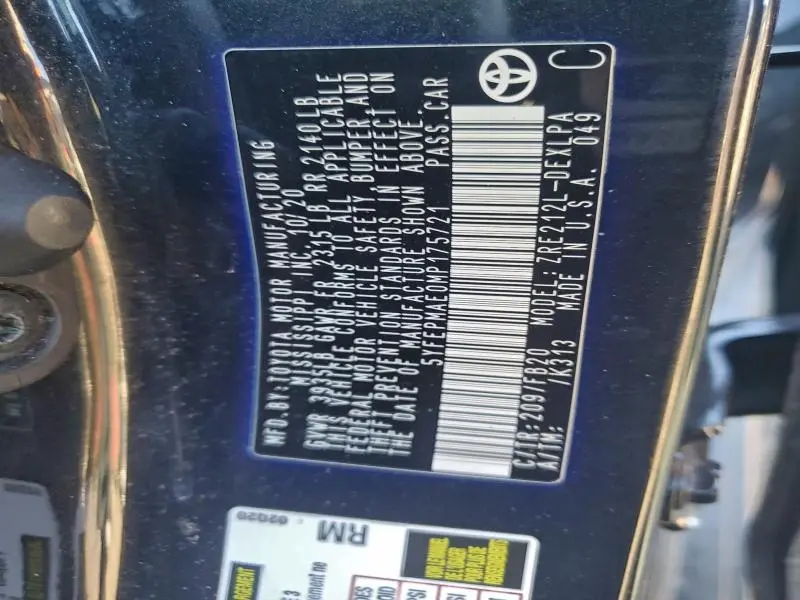 MFD.BY:TOYOTA MOTOR MANUFACTURING
MISSISSIPPI INC. 10/20
GVWR 3935LB GAWR FR 2315 LB RR 2140LB
THIS VEHICLE CONFORMS TO ALL APPLICABLE
FEDERAL MOTOR VEHICLE SAFETY, BUMPER AND
THEFT PREVENTION STANDARDS IN EFFECT ON
THE DATE OF MANUFACTURE SHOWN ABOVE.
5YFEPMAE0MP175721 PASS.CAR
C/TR:209/FB20 MODEL:ZRE212L-DEXLPA
A/TM: /K313 MADE IN U.S.A. 049
C
02020
RM